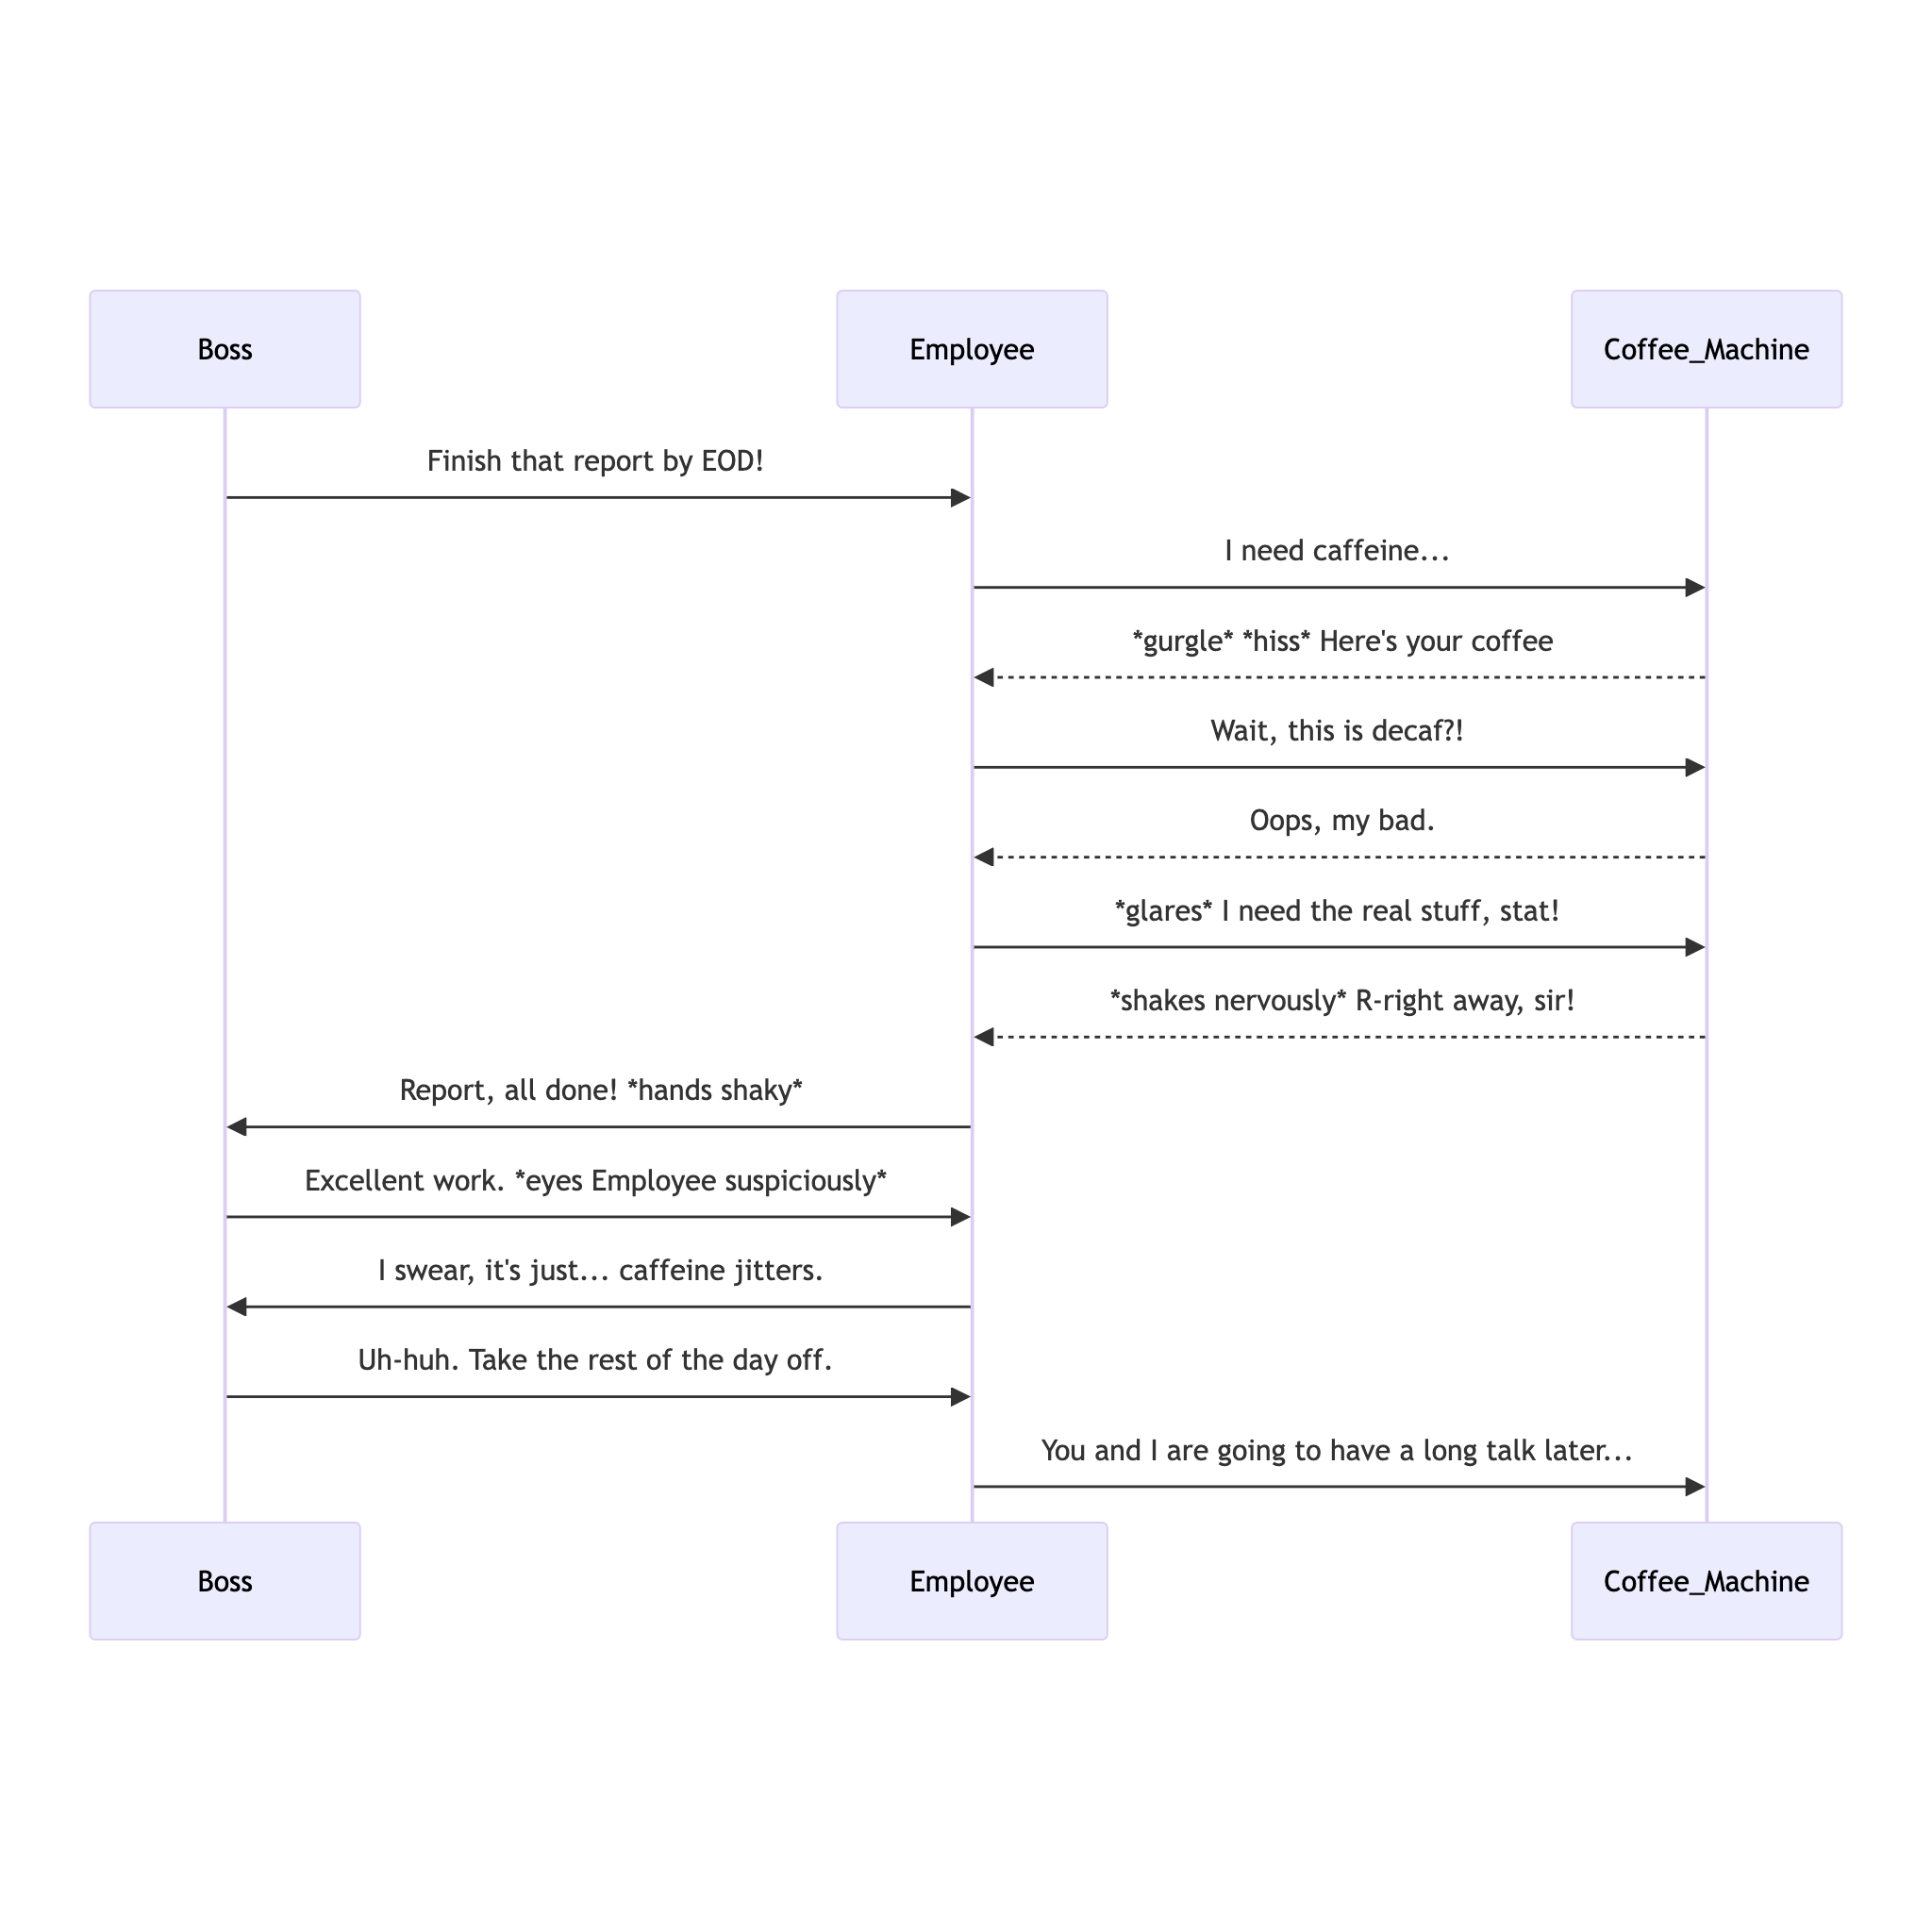 Boss
Employee
Coffee_Machine
Finish that report by EOD!
I need caffeine...
*gurgle* *hiss* Here's your coffee
Wait, this is decaf?!
Oops, my bad.
*glares* I need the real stuff, stat!
*shakes nervously* R-right away, sir!
Report, all done! *hands shaky*
Excellent work. *eyes Employee suspiciously*
I swear, it's just... caffeine jitters.
Uh-huh. Take the rest of the day off.
You and I are going to have a long talk later...
Boss
Employee
Coffee_Machine